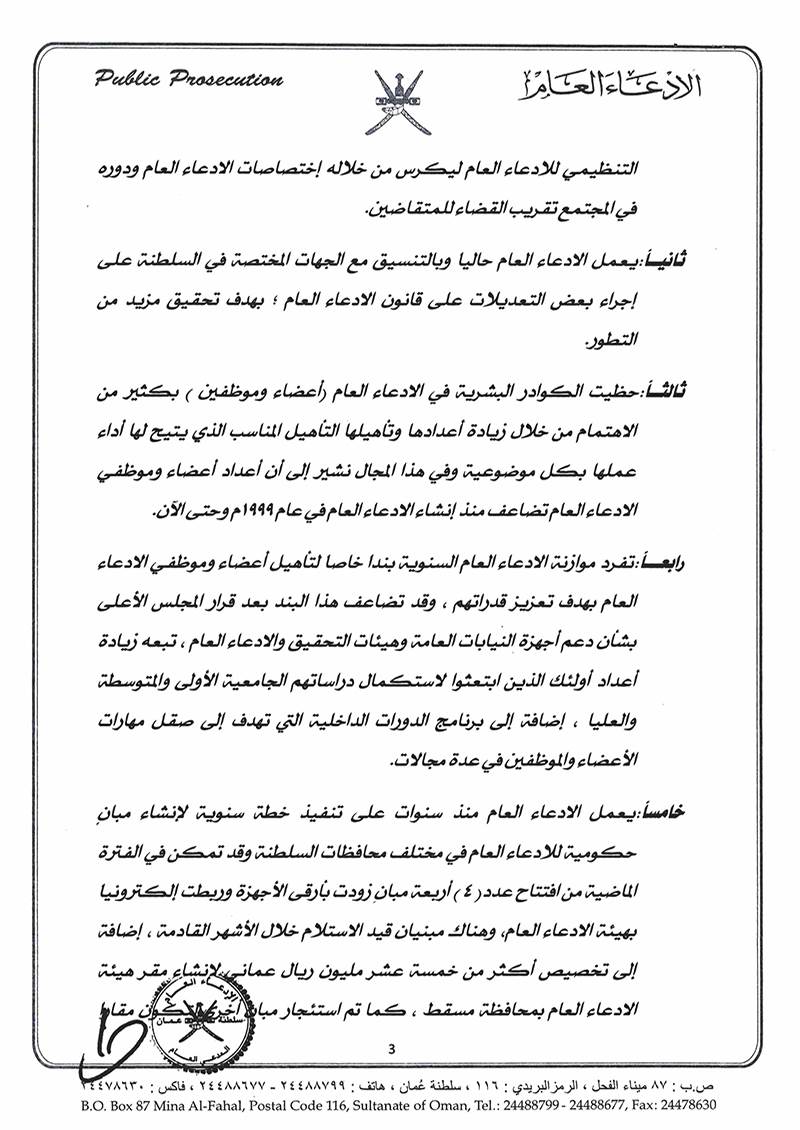 Public Prosecution
الادعاء العام
التنظيمي للادعاء العام ليكرس من خلاله إختصاصات الادعاء العام ودوره
في المجتمع تقريب القضاء للمتقاضين.
ثانيـاً: يعمل الادعاء العام حاليا وبالتنسيق مع الجهات المختصة في السلطنة على
إجراء بعض التعديلات على قانون الادعاء العام ؛ بهدف تحقيق مزيد من
التطور.
ثالثـاً: حظيت الكوادر البشرية في الادعاء العام (أعضاء وموظفين ) بكثير من
الاهتمام من خلال زيادة أعدادها وتأهيلها التأهيل المناسب الذي يتيح لها أداء
عملها بكل موضوعية وفي هذا المجال نشير إلى أن أعداد أعضاء وموظفي
الادعاء العام تضاعف منذ إنشاء الادعاء العام في عام ١٩٩٩م وحتى الآن.
رابعـاً: تفرد موازنة الادعاء العام السنوية بندا خاصا لتأهيل أعضاء وموظفي الادعاء
العام بهدف تعزيز قدراتهم ، وقد تضاعف هذا البند بعد قرار المجلس الأعلى
بشأن دعم أجهزة النيابات العامة وهيئات التحقيق والادعاء العام ، تبعه زيادة
أعداد أولئك الذين ابتعثوا لاستكمال دراساتهم الجامعية الأولى والمتوسطة
والعليا ، إضافة إلى برنامج الدورات الداخلية التي تهدف إلى صقل مهارات
الأعضاء والموظفين في عدة مجالات.
خامساً: يعمل الادعاء العام منذ سنوات على تنفيذ خطة سنوية لإنشاء مبانٍ
حكومية للادعاء العام في مختلف محافظات السلطنة وقد تمكن في الفترة
الماضية من افتتاح عدد (٤) أربعة مبانٍ زودت بأرقى الأجهزة وربطت إلكترونيا
بهيئة الادعاء العام، وهناك مبنيان قيد الاستلام خلال الأشهر القادمة ، إضافة
إلى تخصيص أكثر من خمسة عشر مليون ريال عماني لإنشاء مقر هيئة
الادعاء العام بمحافظة مسقط ، كما تم استئجار مبانٍ أخرى لتكون مقار
الإدعاء العام
سلطنة عمان
المدعي العام
3
ص.ب : ٨٧ ميناء الفحل ، الرمز البريدي : ١١٦ ، سلطنة عُمان ، هاتف : ٢٤٤٨٨٧٩٩ - ٢٤٤٨٨٦٧٧ ، فاكس : ٢٤٤٧٨٦٣٠
B.O. Box 87 Mina Al-Fahal, Postal Code 116, Sultanate of Oman, Tel.: 24488799 - 24488677, Fax: 24478630